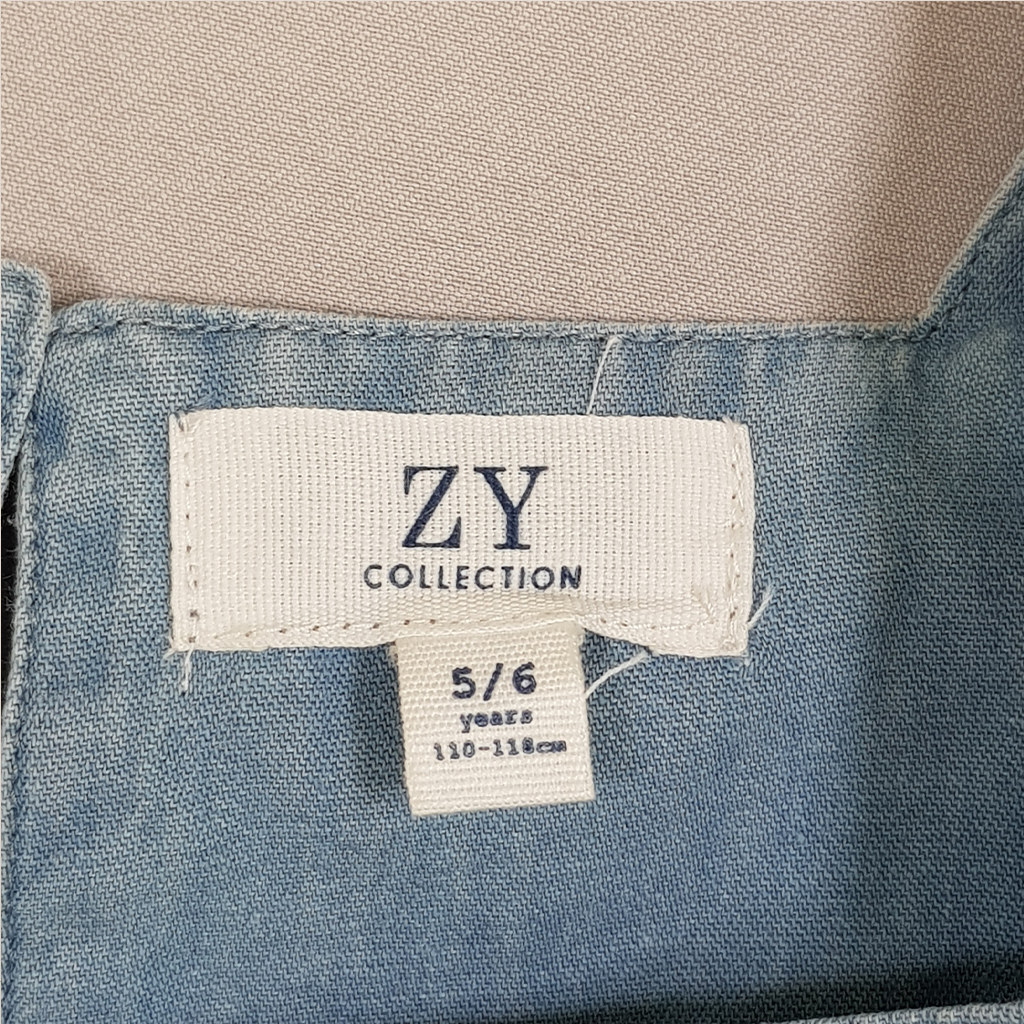 ZY
COLLECTION
5/6
years
110-116cm